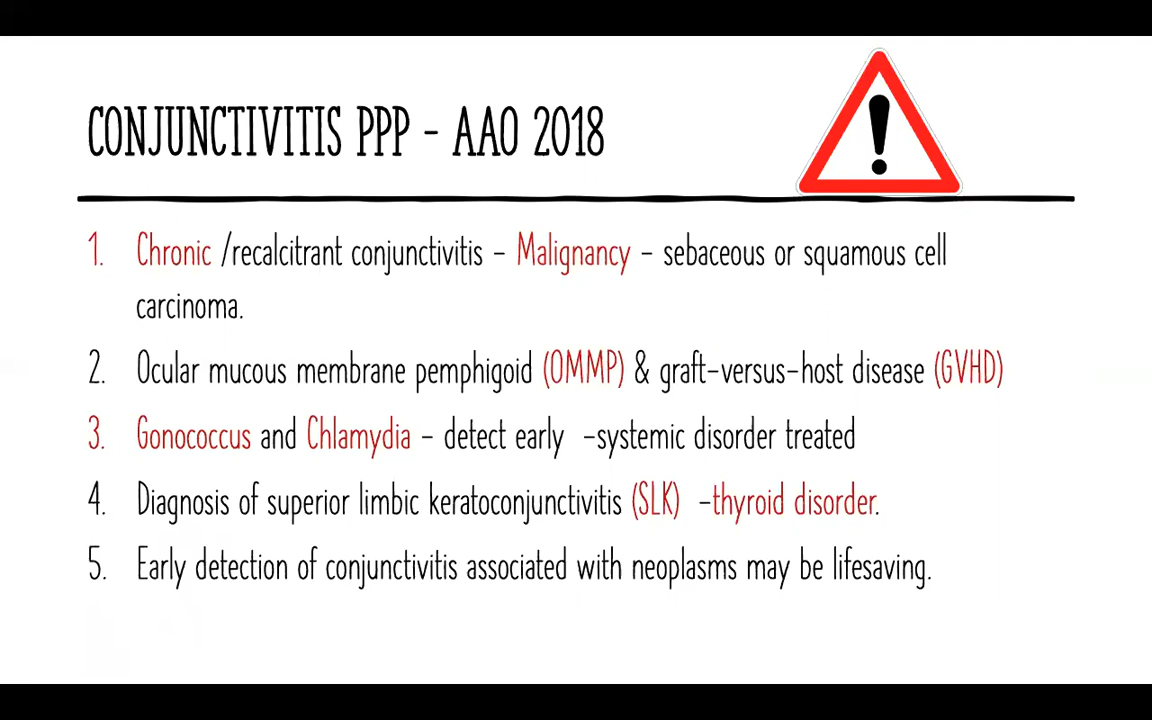 CONJUNCTIVITIS PPP - AAO 2018
1. Chronic /recalcitrant conjunctivitis - Malignancy - sebaceous or squamous cell
carcinoma.
2. Ocular mucous membrane pemphigoid (OMMP) & graft-versus-host disease (GVHD)
3. Gonococcus and Chlamydia - detect early -systemic disorder treated
4. Diagnosis of superior limbic keratoconjunctivitis (SLK) -thyroid disorder.
5. Early detection of conjunctivitis associated with neoplasms may be lifesaving.